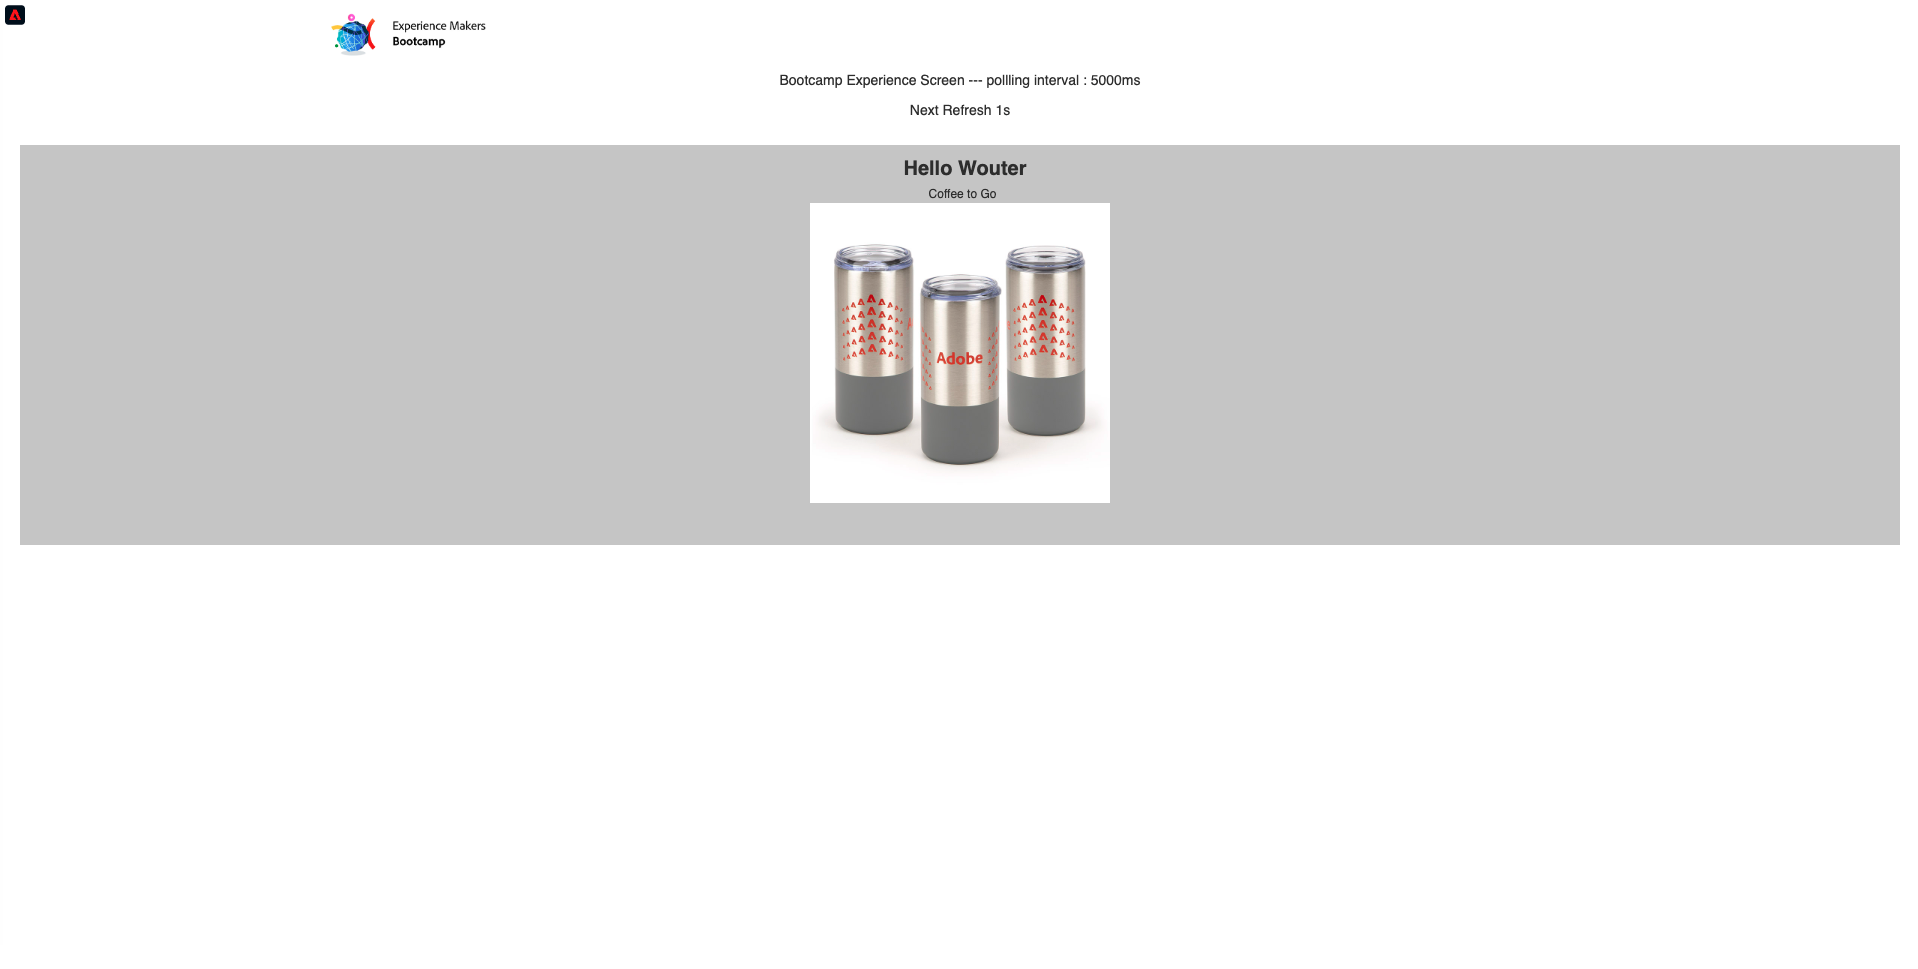 Experience Makers
Bootcamp
Bootcamp Experience Screen --- pollling interval : 5000ms
Next Refresh 1s
Hello Wouter
Coffee to Go
Adobe